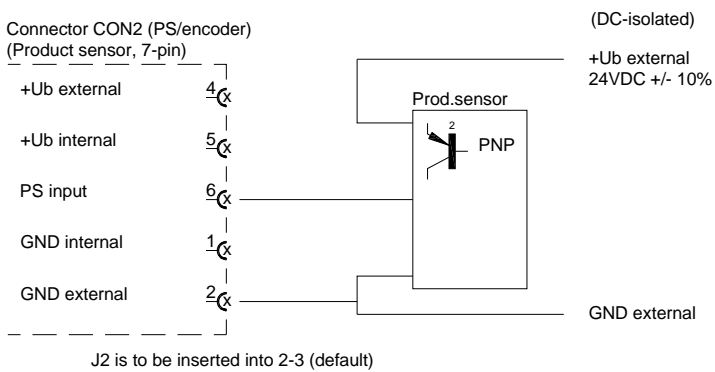 Connector CON2 (PS/encoder)
(Product sensor, 7-pin)
(DC-isolated)
+Ub external
24VDC +/- 10%
+Ub external
4
x
Prod.sensor
2
PNP
+Ub internal
5
x
PS input
6
x
GND internal
1
x
GND external
2
x
GND external
J2 is to be inserted into 2-3 (default)